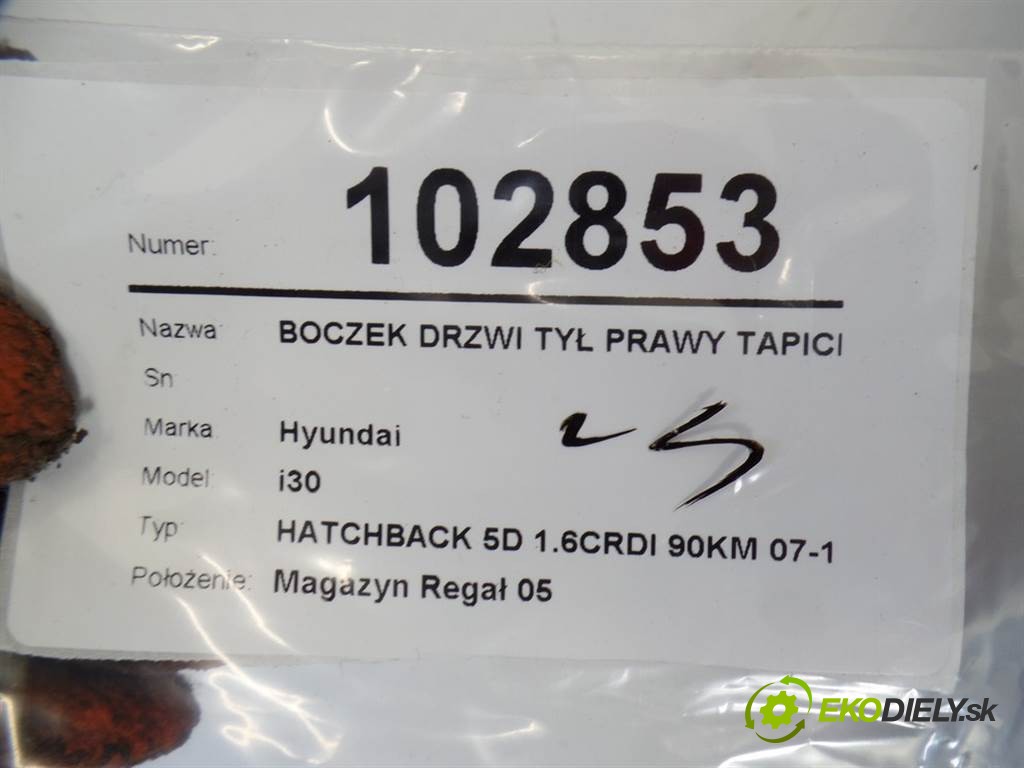 Numer: 102853
Nazwa: BOCZEK DRZWI TYŁ PRAWY TAPICI
Sn
Marka Hyundai
Model: i30
Typ: HATCHBACK 5D 1.6CRDI 90KM 07-1
Położenie: Magazyn Regał 05
EKODIELY.sk